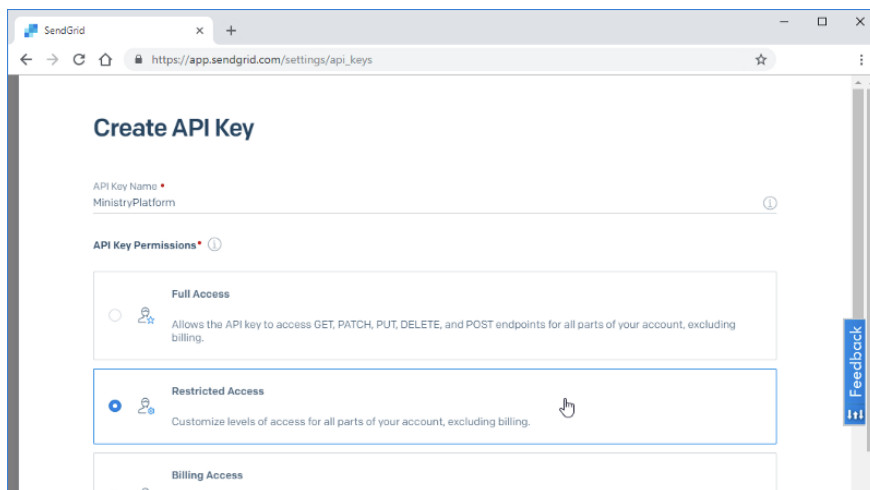 SendGrid
https://app.sendgrid.com/settings/api_keys
Create API Key
API Key Name •
MinistryPlatform
API Key Permissions•
Full Access
Allows the API key to access GET, PATCH, PUT, DELETE, and POST endpoints for all parts of your account, excluding
billing.
Restricted Access
Customize levels of access for all parts of your account, excluding billing.
Billing Access
Feedback